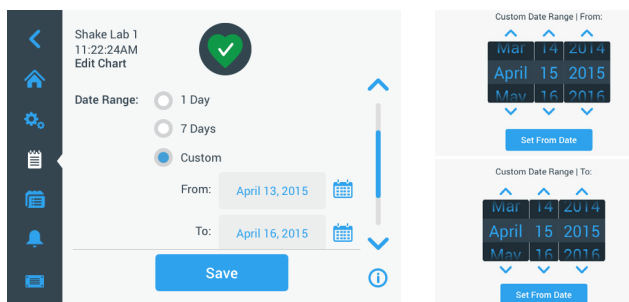 Shake Lab 1
11:22:24AM
Edit Chart
Date Range:
1 Day
7 Days
Custom
From: April 13, 2015
To: April 16, 2015
Save
Custom Date Range | From:
Mar 14 2014
April 15 2015
May 16 2016
Set From Date
Custom Date Range | To:
Mar 14 2014
April 15 2015
May 16 2016
Set From Date